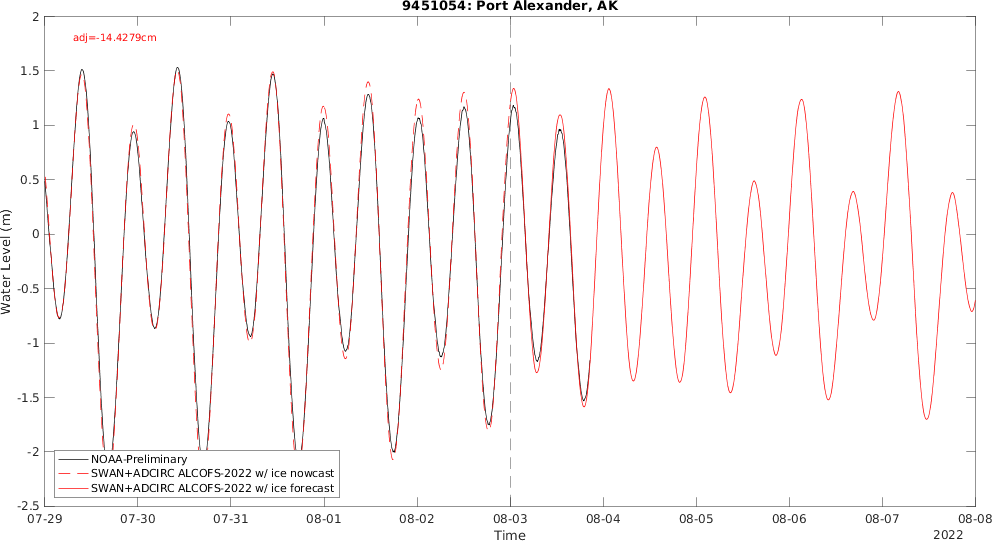 9451054: Port Alexander, AK
adj=-14.4279cm
2
1.5
1
0.5
0
-0.5
-1
-1.5
-2
-2.5
Water Level (m)
NOAA-Preliminary
SWAN+ADCIRC ALCOFS-2022 w/ ice nowcast
SWAN+ADCIRC ALCOFS-2022 w/ ice forecast
07-29 07-30 07-31 08-01 08-02 08-03 08-04 08-05 08-06 08-07 08-08
Time
2022